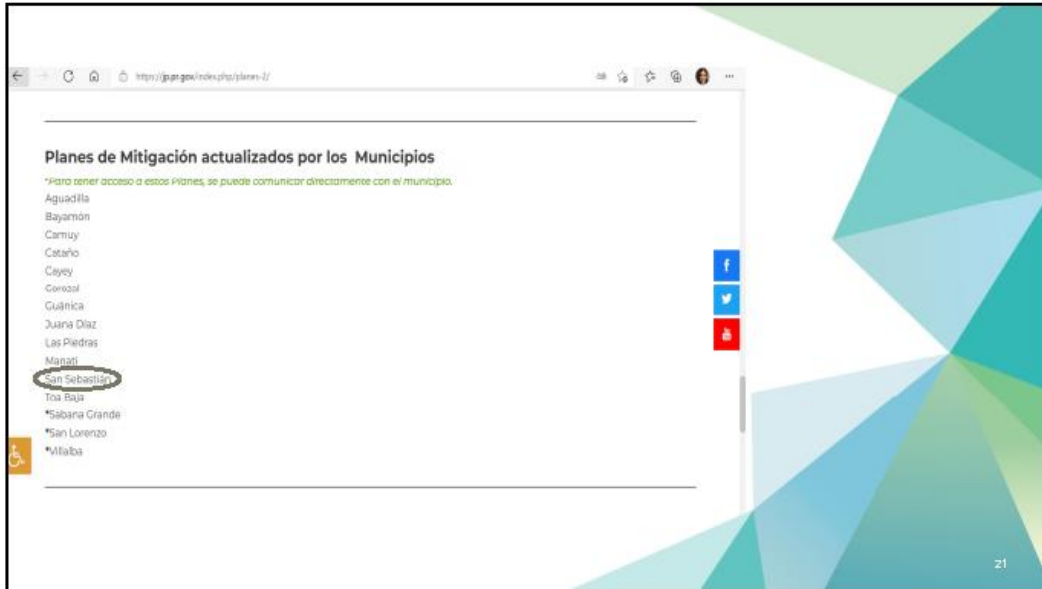 https://jp.pr.gov/index.php/planes-2/
Planes de Mitigación actualizados por los Municipios
*Para tener acceso a estos Planes, se puede comunicar directamente con el municipio.
Aguadilla
Bayamón
Camuy
Cataño
Cayey
Corozal
Guánica
Juana Díaz
Las Piedras
Manatí
San Sebastián
Toa Baja
*Sabana Grande
*San Lorenzo
*Villalba
21